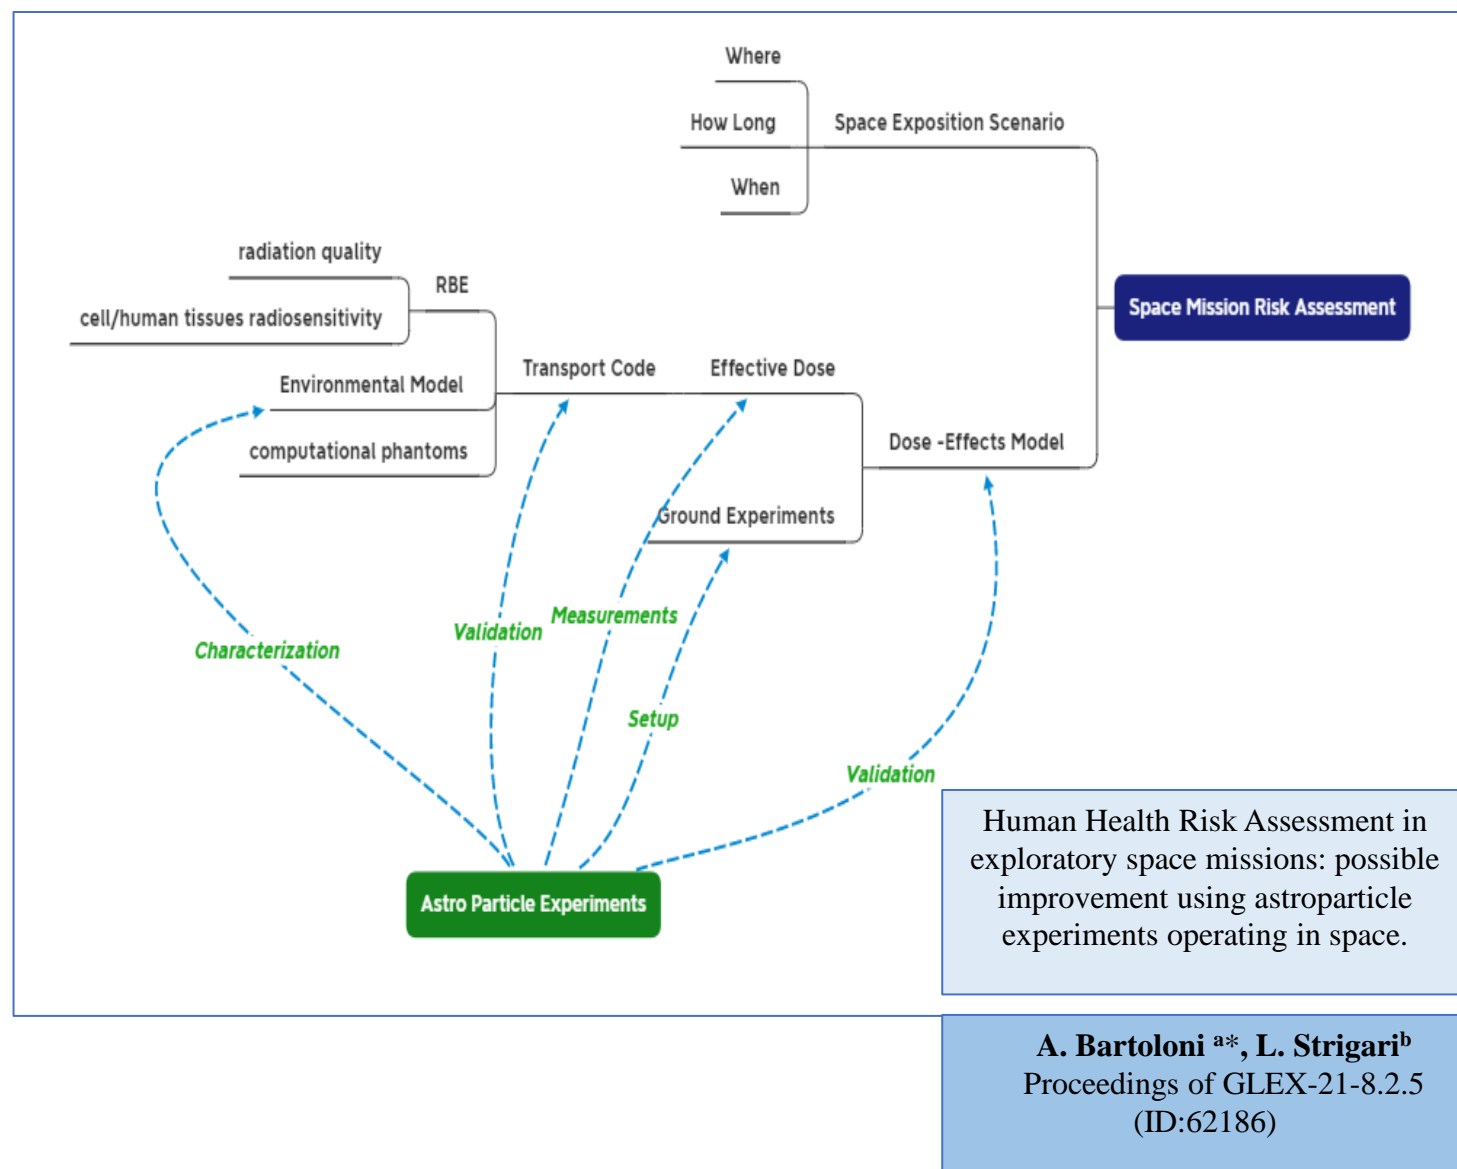 Where
How Long
Space Exposition Scenario
When
radiation quality
RBE
cell/human tissues radiosensitivity
Space Mission Risk Assessment
Transport Code
Effective Dose
Environmental Model
Dose -Effects Model
computational phantoms
Ground Experiments
Measurements
Validation
Characterization
Setup
Validation
Astro Particle Experiments
Human Health Risk Assessment in
exploratory space missions: possible
improvement using astroparticle
experiments operating in space.
A. Bartoloni a*, L. Strigarib
Proceedings of GLEX-21-8.2.5
(ID:62186)